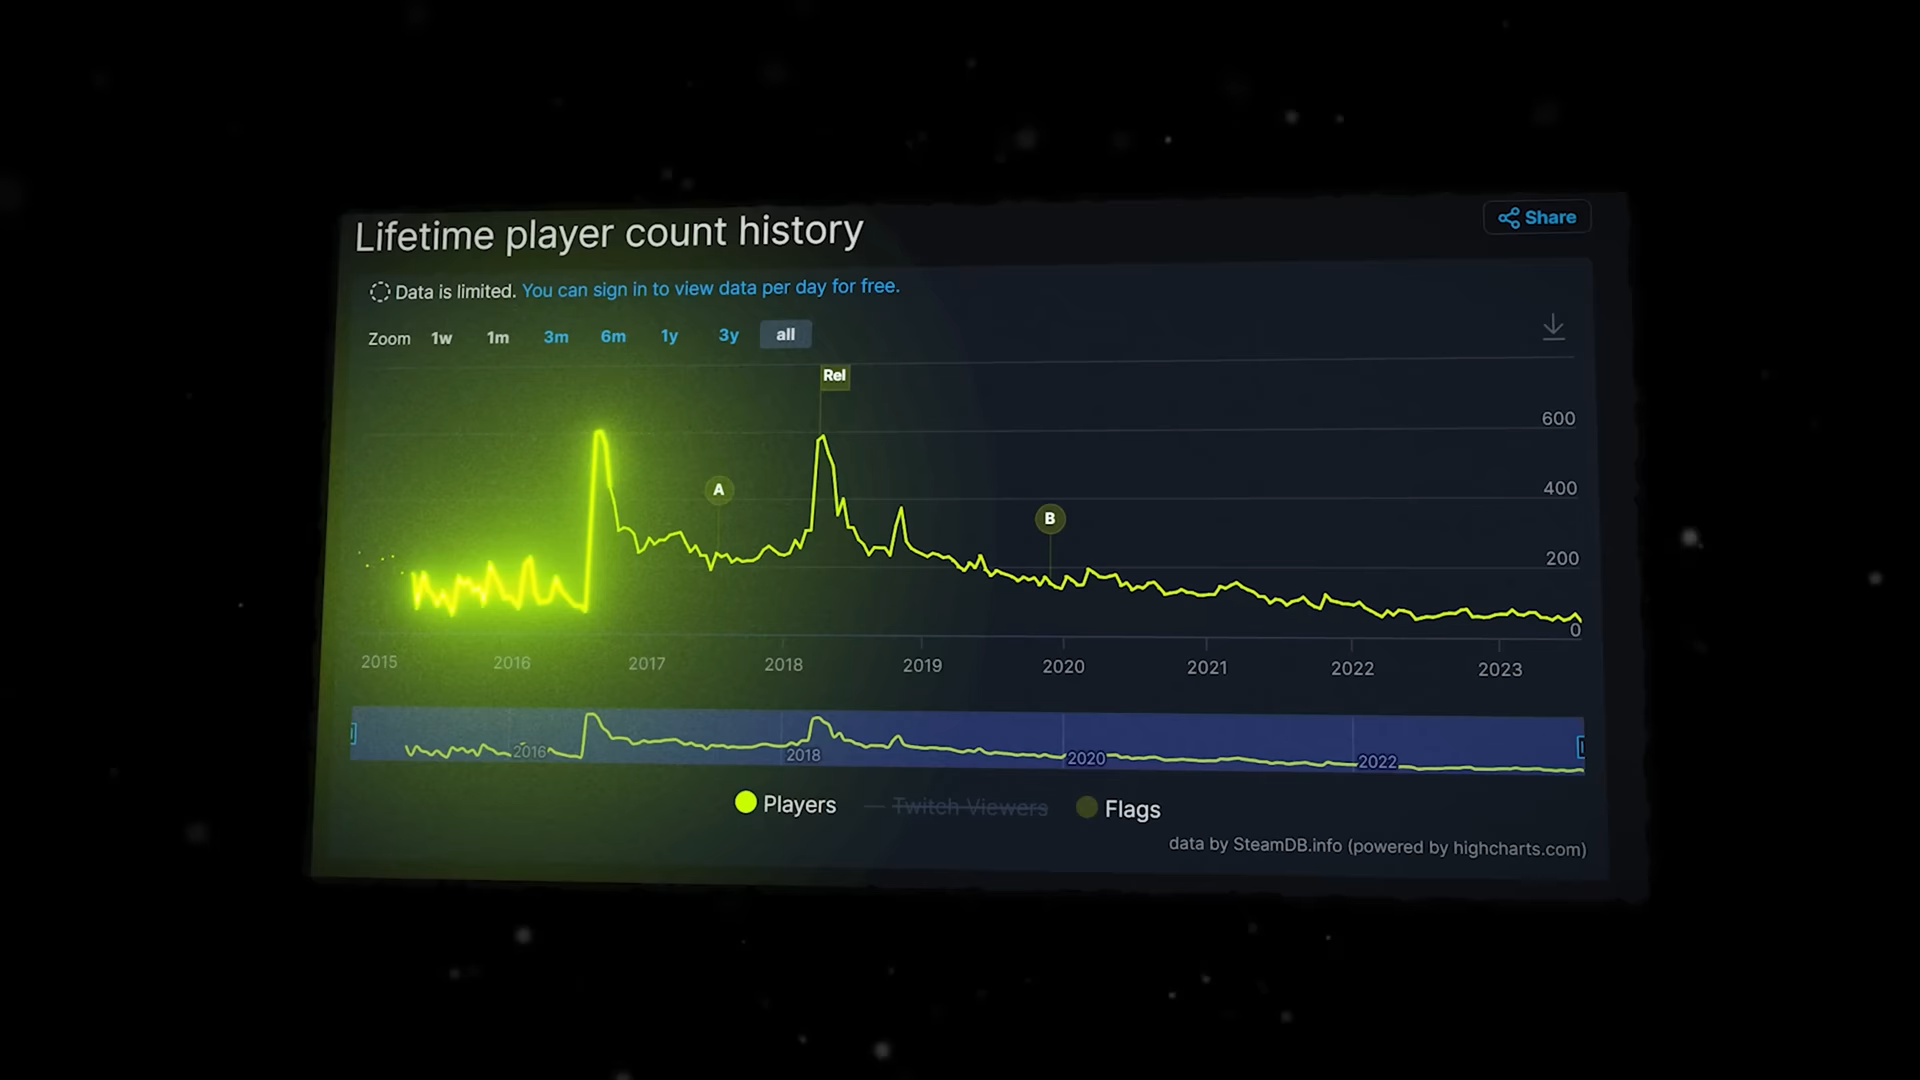 Lifetime player count history
Share
Data is limited. You can sign in to view data per day for free.
Zoom 1w 1m 3m 6m 1y 3y all
Rel
600
A
400
B
200
0
2015 2016 2017 2018 2019 2020 2021 2022 2023
2016 2018 2020 2022
Players Twitch Viewers Flags
data by SteamDB.info (powered by highcharts.com)